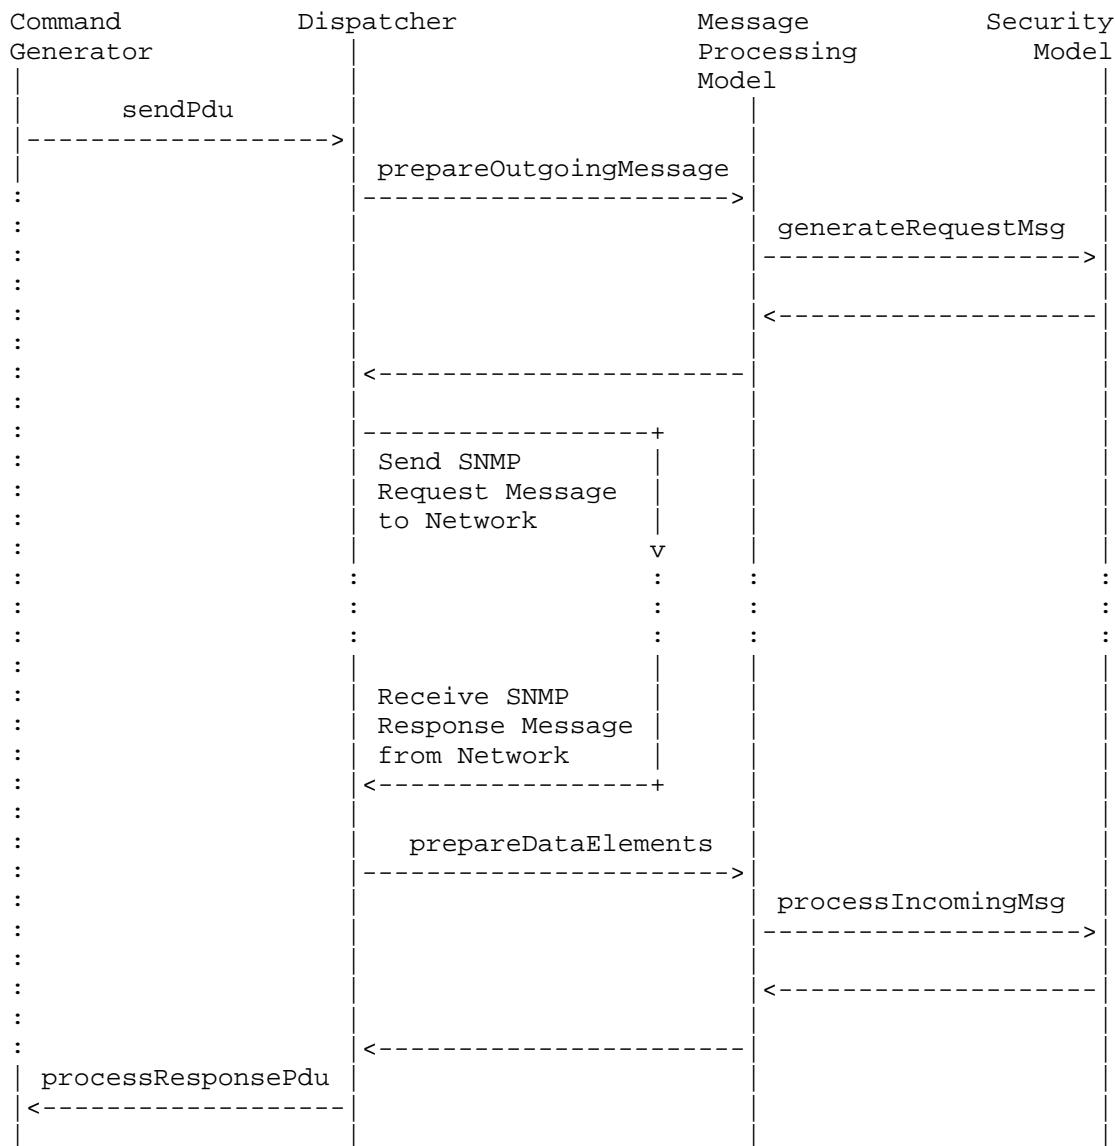 Command Dispatcher Message Security
Generator Processing Model
Model
sendPdu
prepareOutgoingMessage
generateRequestMsg
Send SNMP
Request Message
to Network
v
Receive SNMP
Response Message
from Network
prepareDataElements
processIncomingMsg
processResponsePdu